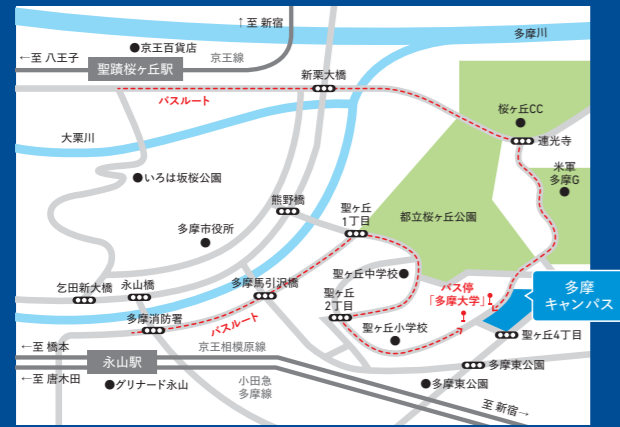 ↑至 新宿
多摩川
●京王百貨店
←至 八王子
京王線
聖蹟桜ヶ丘駅
新栗大橋
バスルート
桜ヶ丘CC
大栗川
連光寺
米軍
多摩G
●いろは坂桜公園
熊野橋
聖ヶ丘
1丁目
都立桜ヶ丘公園
多摩市役所
聖ヶ丘中学校●
バス停
「多摩大学」
多摩
キャンパス
乞田新大橋
永山橋
多摩馬引沢橋
聖ヶ丘
2丁目
多摩消防署
バスルート
聖ヶ丘小学校
聖ヶ丘4丁目
←至 橋本
京王相模原線
永山駅
多摩東公園
←至 唐木田
●グリナード永山
小田急
多摩線
●多摩東公園
至 新宿→